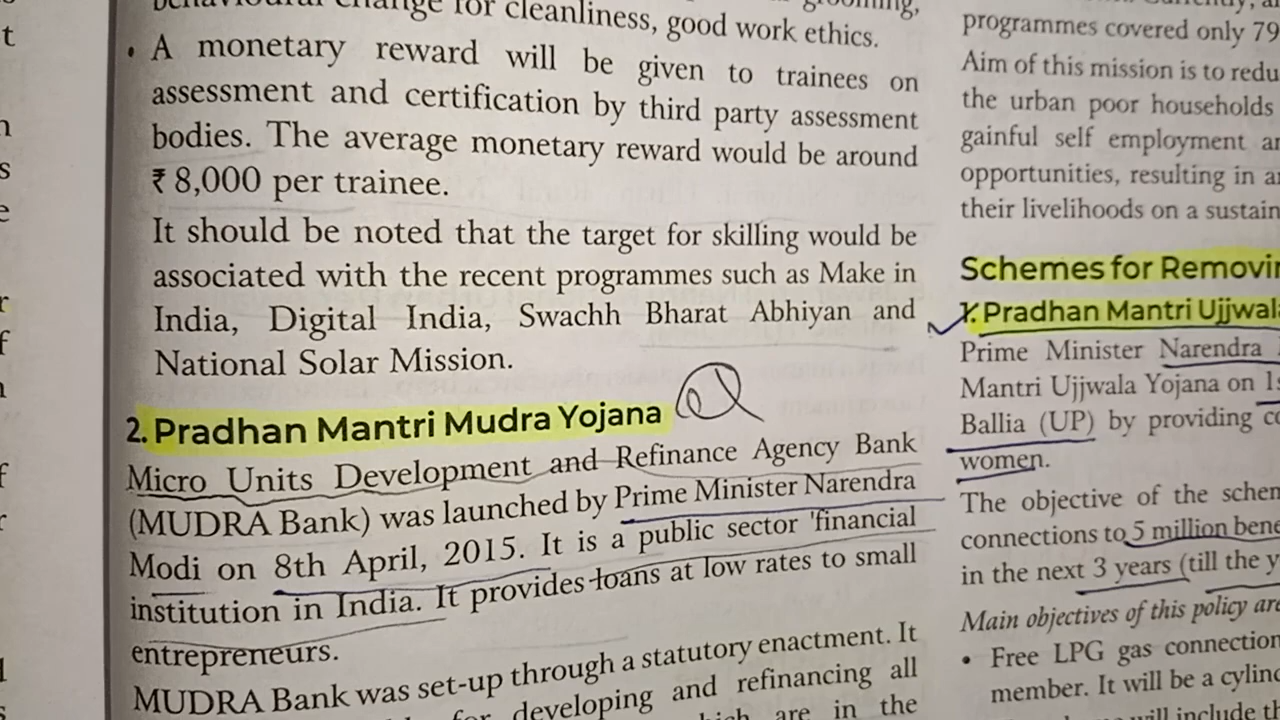 behavioural change for cleanliness, good work ethics.
• A monetary reward will be given to trainees on
assessment and certification by third party assessment
bodies. The average monetary reward would be around
₹ 8,000 per trainee.
It should be noted that the target for skilling would be
associated with the recent programmes such as Make in
India, Digital India, Swachh Bharat Abhiyan and
National Solar Mission.
2. Pradhan Mantri Mudra Yojana
Micro Units Development and Refinance Agency Bank
(MUDRA Bank) was launched by Prime Minister Narendra
Modi on 8th April, 2015. It is a public sector 'financial
institution in India. It provides loans at low rates to small
entrepreneurs.
MUDRA Bank was set-up through a statutory enactment. It
for developing and refinancing all
are in the
programmes covered only 79
Aim of this mission is to redu
the urban poor households
gainful self employment
opportunities, resulting in
their livelihoods on a sustain
Schemes for Removin
1. Pradhan Mantri Ujjwal
Prime Minister Narendra
Mantri Ujjwala Yojana on 1s
Ballia (UP) by providing
women.
The objective of the schem
connections to 5 million bene
in the next 3 years (till the y
Main objectives of this policy are
• Free LPG gas connection
member. It will be a cylind
will include th